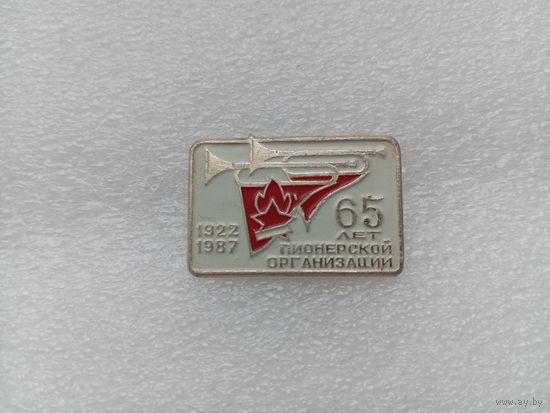 1922
1987
65
ЛЕТ
ПИОНЕРСКОЙ
ОРГАНИЗАЦИИ
www.ay.by